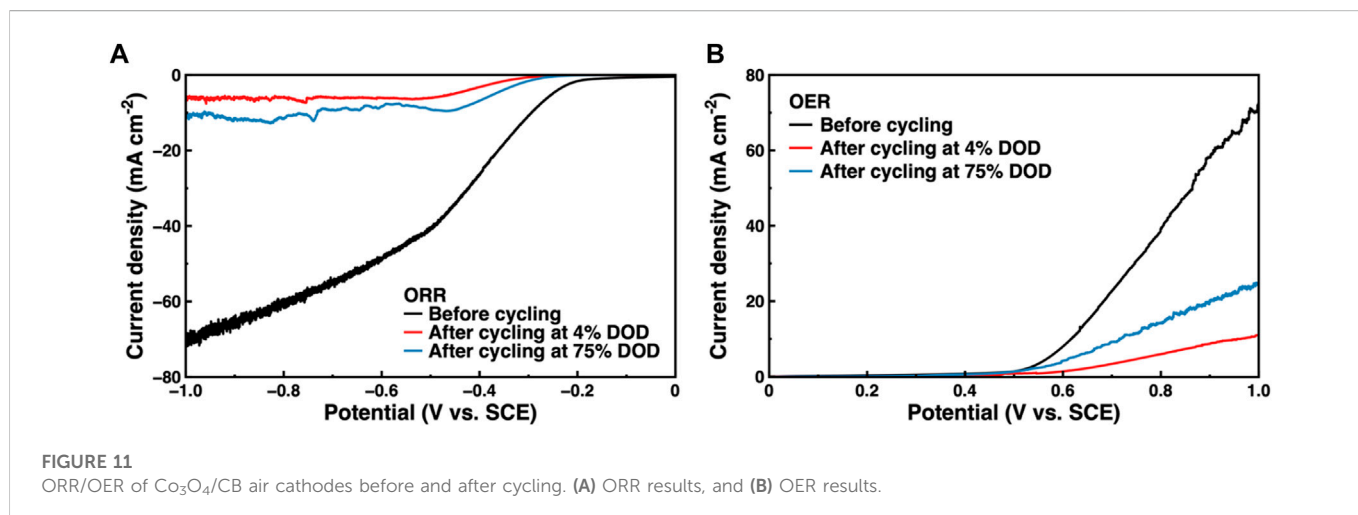 A
Current density (mA cm⁻²)
0
−20
−40
−60
−80
−1.0
−0.8
−0.6
−0.4
−0.2
0
Potential (V vs. SCE)
ORR
Before cycling
After cycling at 4% DOD
After cycling at 75% DOD
B
Current density (mA cm⁻²)
80
60
40
20
0
0
0.2
0.4
0.6
0.8
1.0
Potential (V vs. SCE)
OER
Before cycling
After cycling at 4% DOD
After cycling at 75% DOD
FIGURE 11
ORR/OER of Co₃O₄/CB air cathodes before and after cycling. (A) ORR results, and (B) OER results.